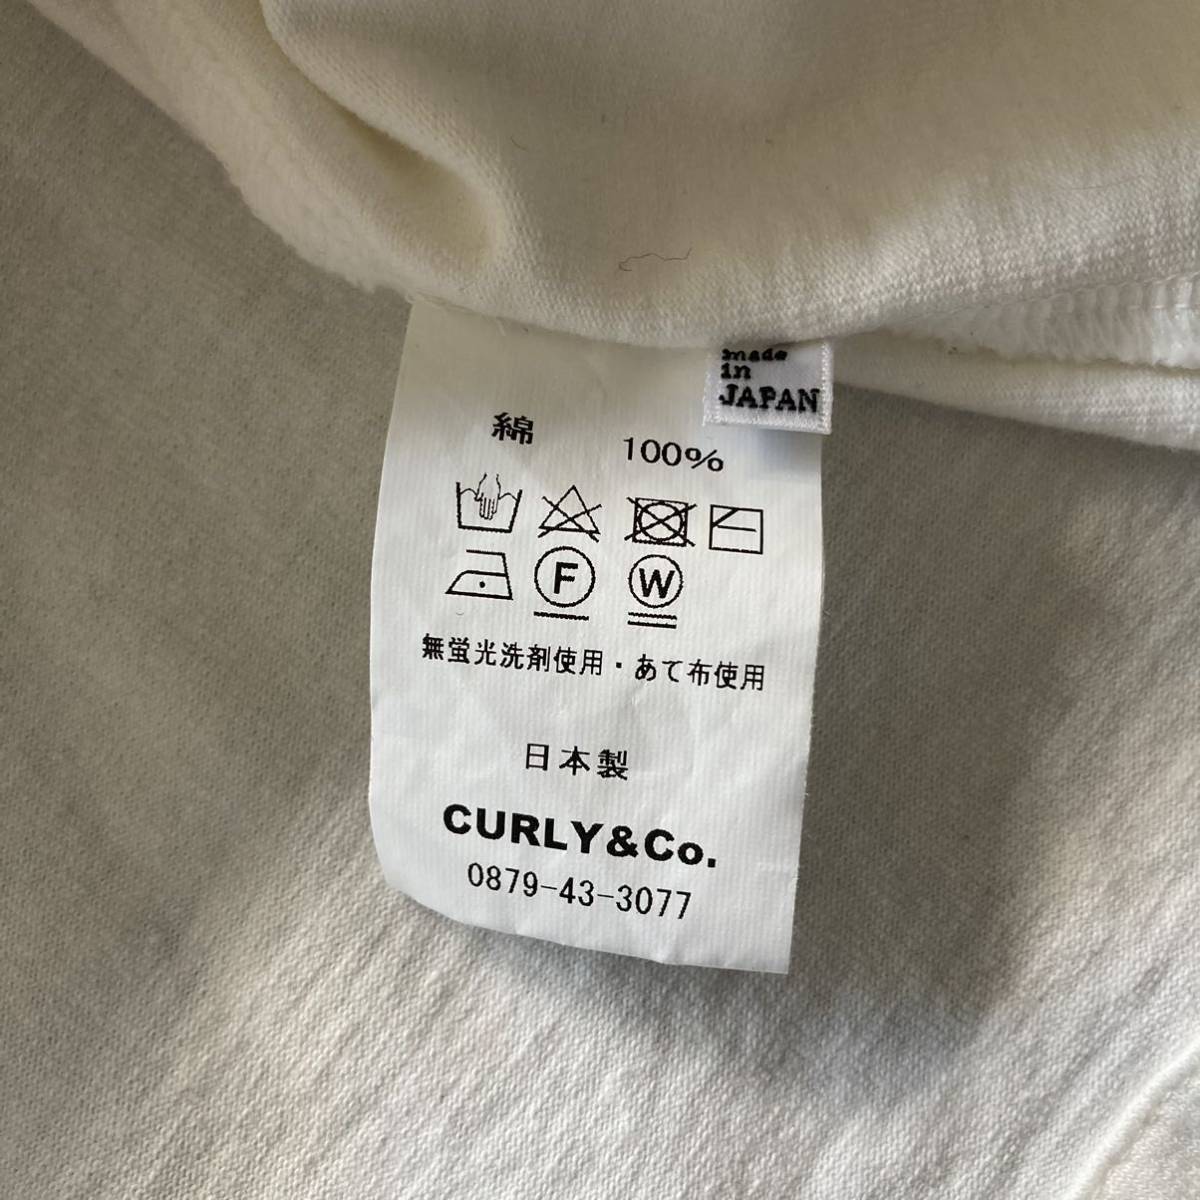 made
in
JAPAN
綿 100%
F W
無蛍光洗剤使用・あて布使用
日本製
CURLY&Co.
0879-43-3077